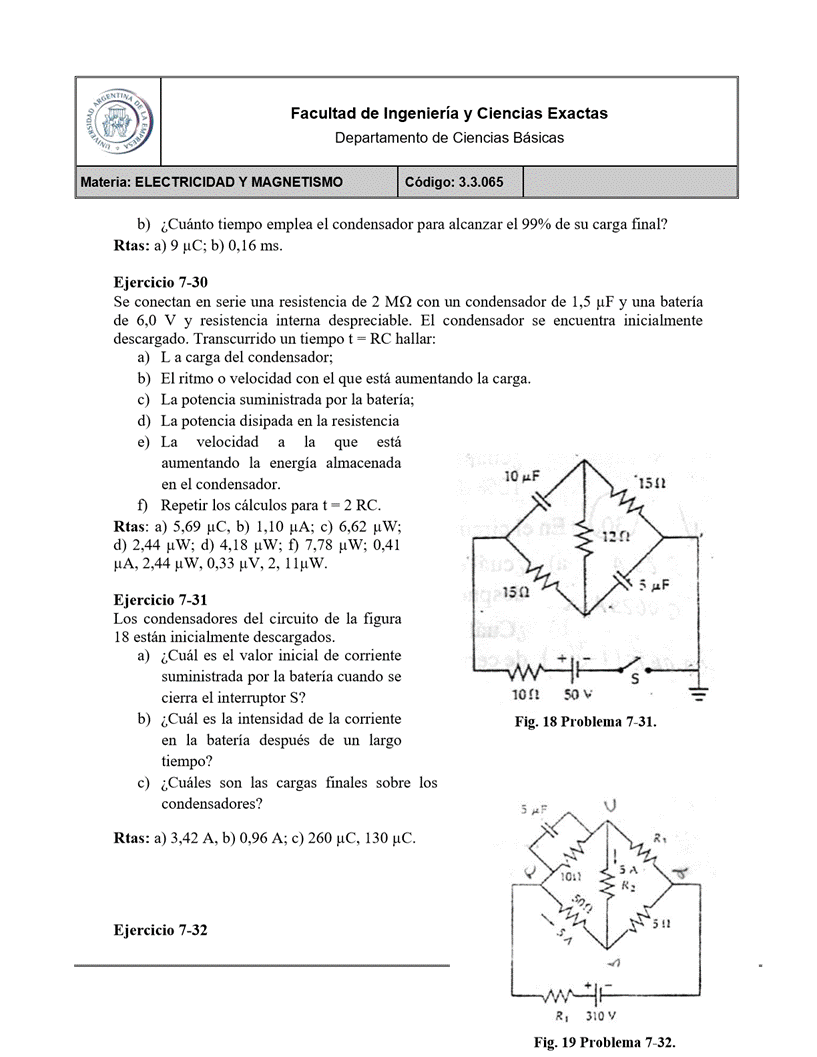 UNIVERSIDAD ARGENTINA DE LA EMPRESA
Facultad de Ingeniería y Ciencias Exactas
Departamento de Ciencias Básicas
Materia: ELECTRICIDAD Y MAGNETISMO
Código: 3.3.065
b) ¿Cuánto tiempo emplea el condensador para alcanzar el 99% de su carga final?
Rtas: a) 9 µC; b) 0,16 ms.
Ejercicio 7-30
Se conectan en serie una resistencia de 2 MΩ con un condensador de 1,5 µF y una batería
de 6,0 V y resistencia interna despreciable. El condensador se encuentra inicialmente
descargado. Transcurrido un tiempo t = RC hallar:
a) L a carga del condensador;
b) El ritmo o velocidad con el que está aumentando la carga.
c) La potencia suministrada por la batería;
d) La potencia disipada en la resistencia
e) La velocidad a la que está
aumentando la energía almacenada
en el condensador.
f) Repetir los cálculos para t = 2 RC.
Rtas: a) 5,69 µC, b) 1,10 µA; c) 6,62 µW;
d) 2,44 µW; d) 4,18 µW; f) 7,78 µW; 0,41
µA, 2,44 µW, 0,33 µV, 2, 11µW.
Ejercicio 7-31
Los condensadores del circuito de la figura
18 están inicialmente descargados.
a) ¿Cuál es el valor inicial de corriente
suministrada por la batería cuando se
cierra el interruptor S?
b) ¿Cuál es la intensidad de la corriente
en la batería después de un largo
tiempo?
c) ¿Cuáles son las cargas finales sobre los
condensadores?
Rtas: a) 3,42 A, b) 0,96 A; c) 260 µC, 130 µC.
Ejercicio 7-32
10 µF
15Ω
12Ω
15Ω
5 µF
+ −
S
10Ω
50 V
Fig. 18 Problema 7-31.
5 µF
R₁
10Ω
5 A
R₂
50Ω
5 A
5Ω
+ −
R₁
310 V
Fig. 19 Problema 7-32.